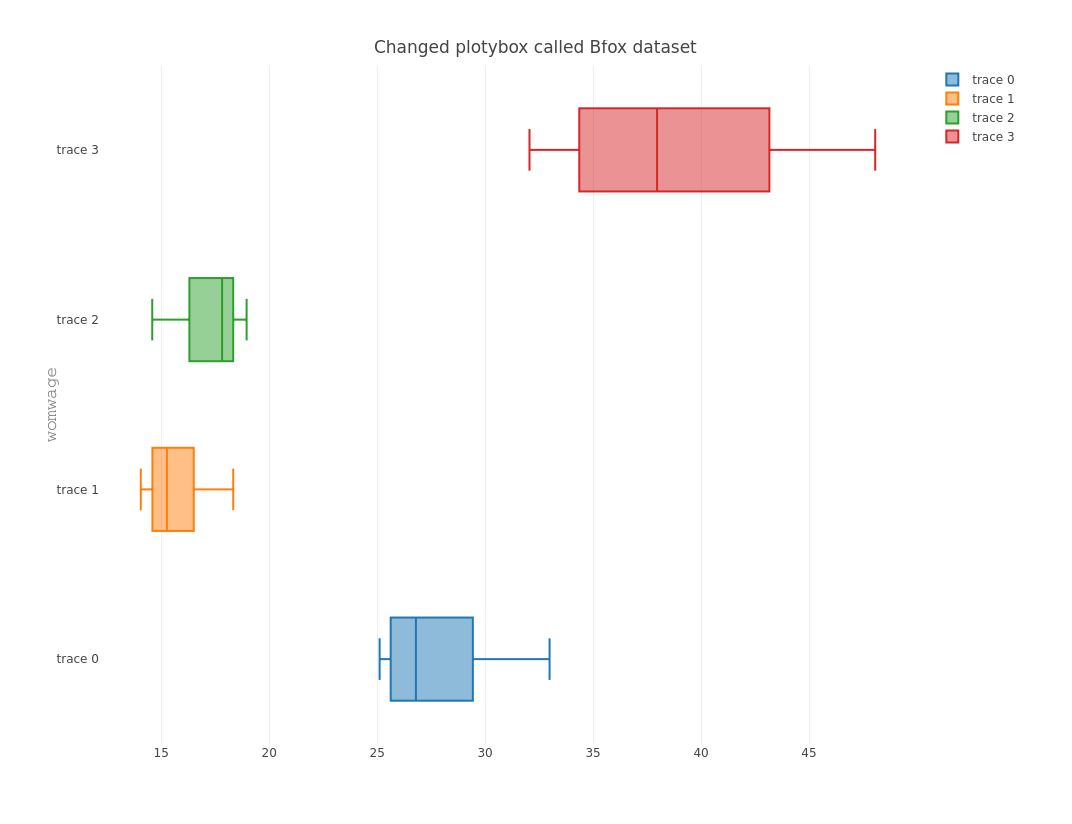 Changed plotybox called Bfox dataset
trace 0
trace 1
trace 2
trace 3
trace 3
trace 2
womwage
trace 1
trace 0
15 20 25 30 35 40 45